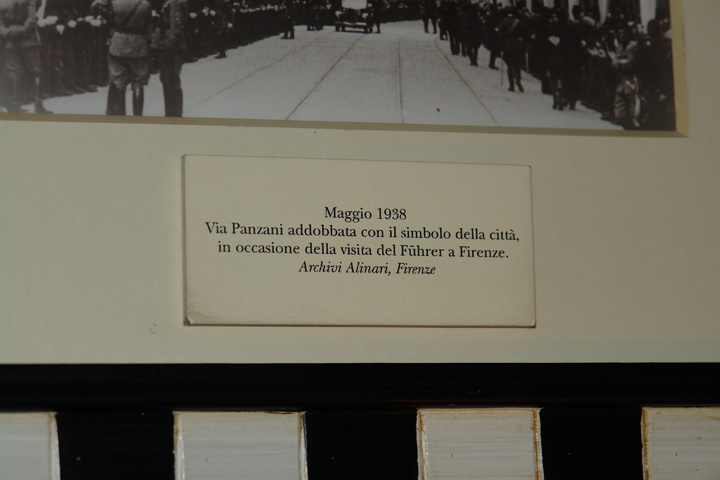 Maggio 1938
Via Panzani addobbata con il simbolo della città,
in occasione della visita del Führer a Firenze.
Archivi Alinari, Firenze